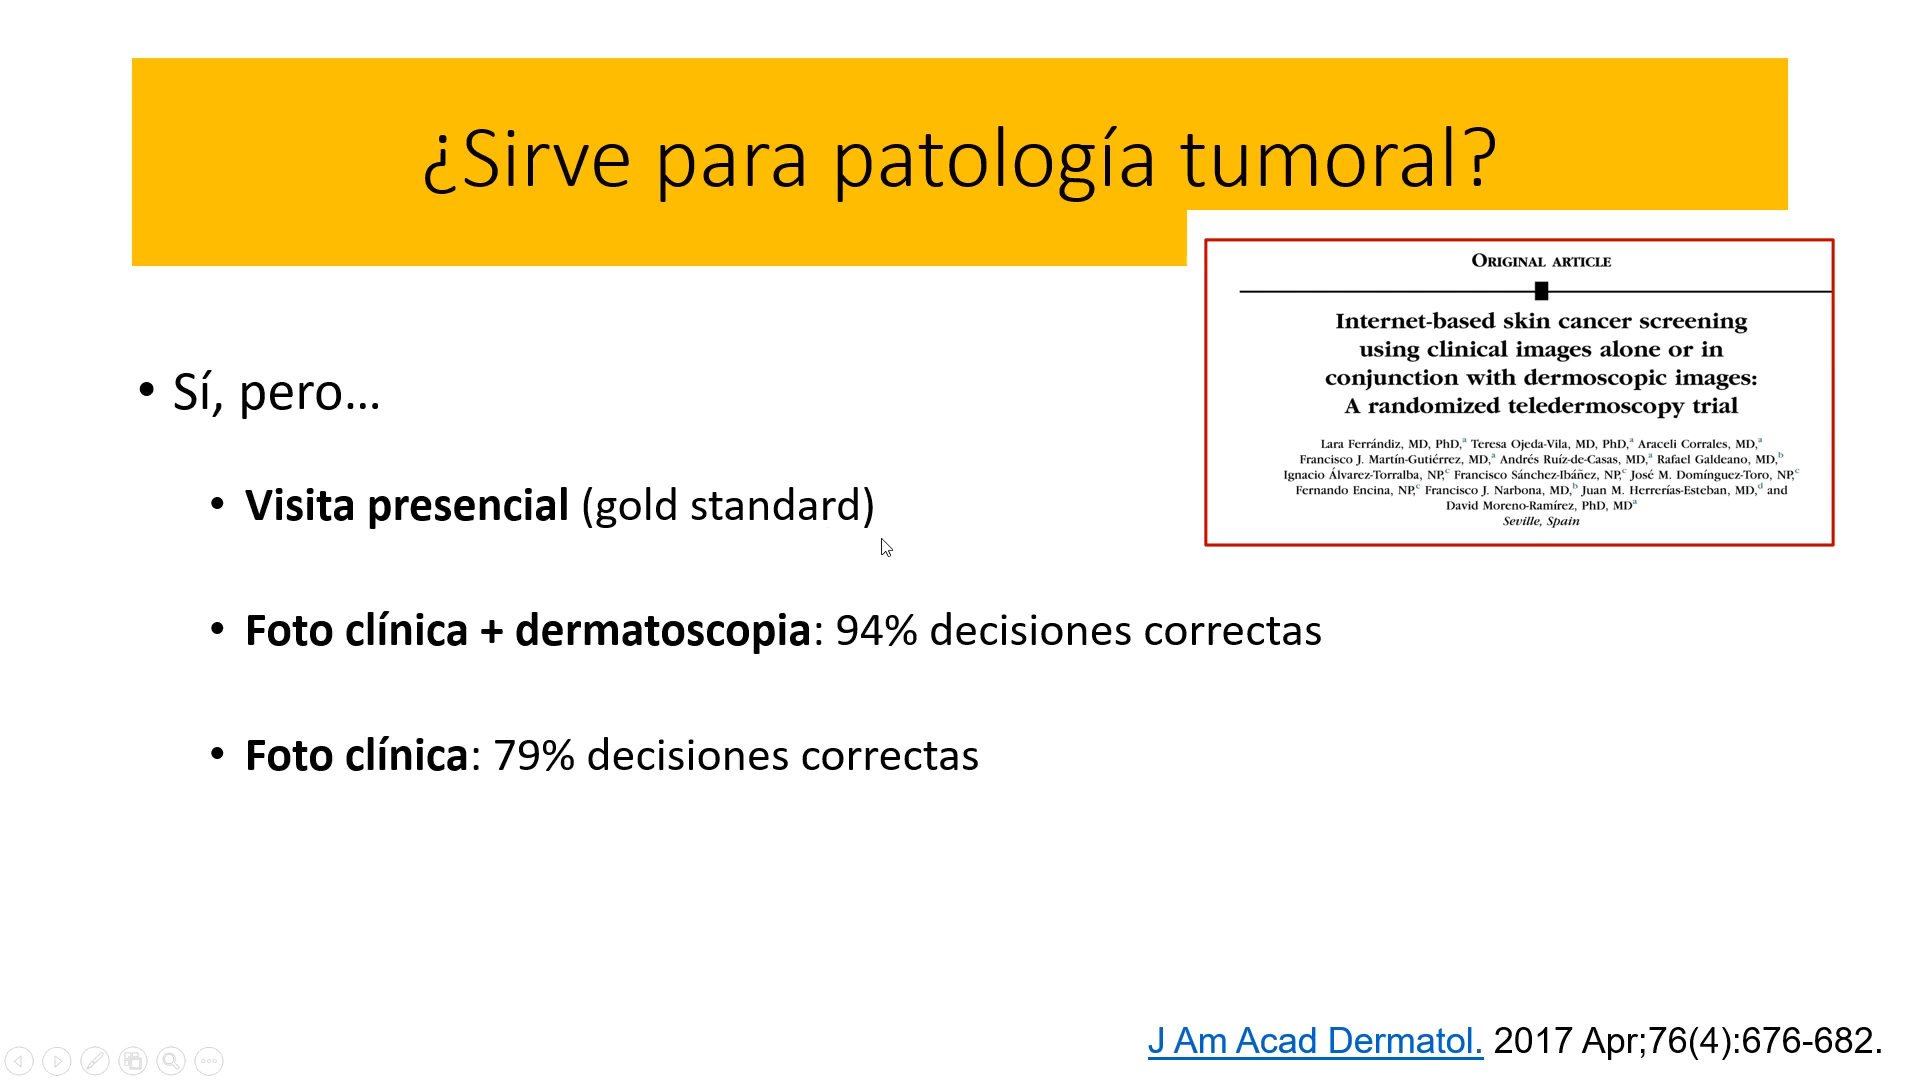 ¿Sirve para patología tumoral?
ORIGINAL ARTICLE
Internet-based skin cancer screening
using clinical images alone or in
conjunction with dermoscopic images:
A randomized teledermoscopy trial
Lara Ferrándiz, MD, PhD,a Teresa Ojeda-Vila, MD, PhD,a Araceli Corrales, MD,a
Francisco J. Martín-Gutiérrez, MD,a Andrés Ruíz-de-Casas, MD,a Rafael Galdeano, MD,b
Ignacio Álvarez-Torralba, NP,c Francisco Sánchez-Ibáñez, NP,c José M. Domínguez-Toro, NP,c
Fernando Encina, NP,c Francisco J. Narbona, MD,b Juan M. Herrerías-Esteban, MD,d and
David Moreno-Ramírez, PhD, MDa
Seville, Spain
• Sí, pero...
• Visita presencial (gold standard)
• Foto clínica + dermatoscopia: 94% decisiones correctas
• Foto clínica: 79% decisiones correctas
J Am Acad Dermatol. 2017 Apr;76(4):676-682.